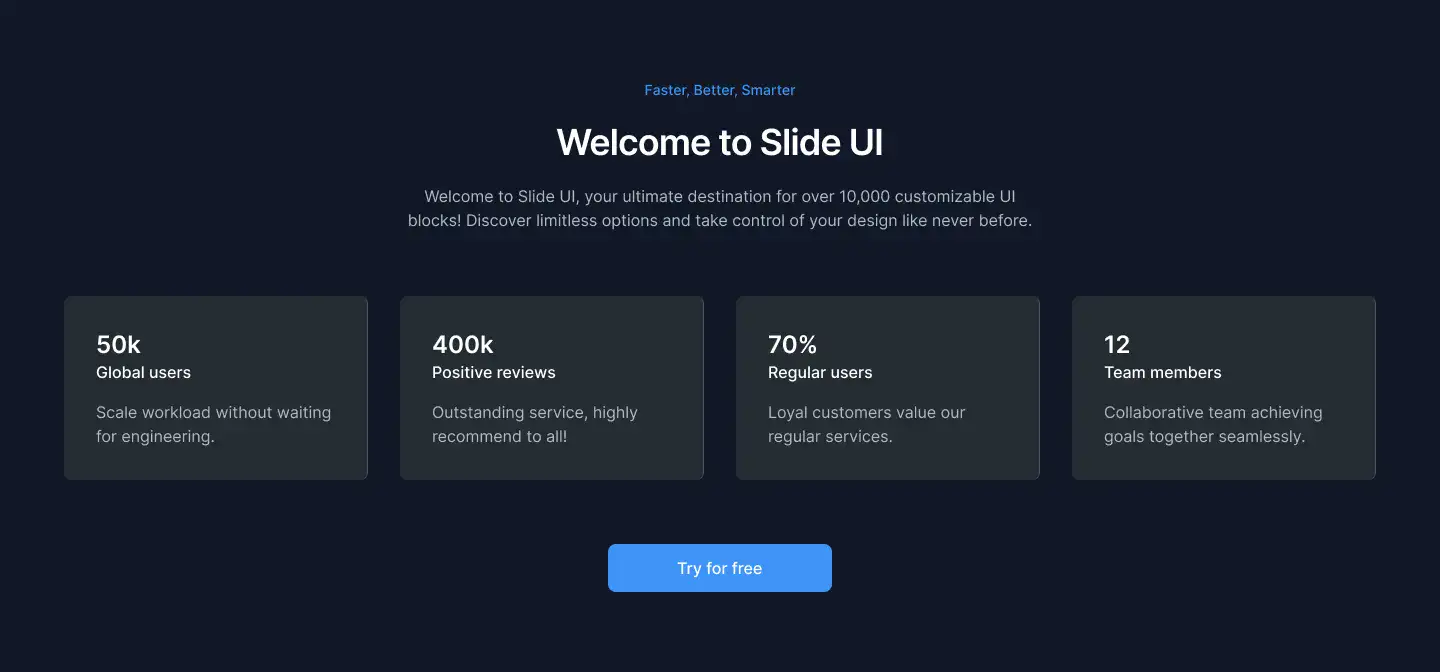 Faster, Better, Smarter
Welcome to Slide UI
Welcome to Slide UI, your ultimate destination for over 10,000 customizable UI
blocks! Discover limitless options and take control of your design like never before.
50k
Global users
Scale workload without waiting
for engineering.
400k
Positive reviews
Outstanding service, highly
recommend to all!
70%
Regular users
Loyal customers value our
regular services.
12
Team members
Collaborative team achieving
goals together seamlessly.
Try for free